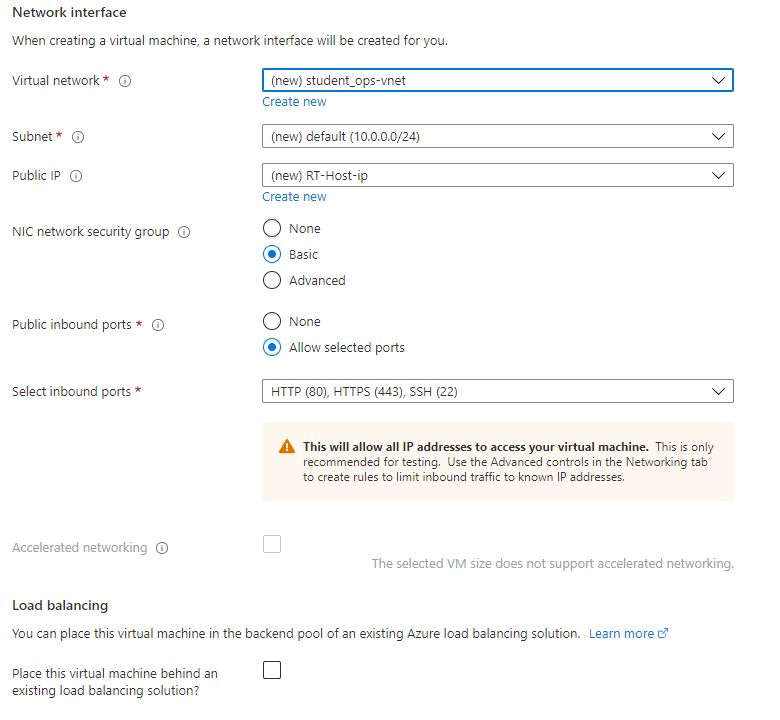 Network interface
When creating a virtual machine, a network interface will be created for you.
Virtual network *
(new) student_ops-vnet
Create new
Subnet *
(new) default (10.0.0.0/24)
Public IP
(new) RT-Host-ip
Create new
NIC network security group
None
Basic
Advanced
Public inbound ports *
None
Allow selected ports
Select inbound ports *
HTTP (80), HTTPS (443), SSH (22)
This will allow all IP addresses to access your virtual machine. This is only
recommended for testing. Use the Advanced controls in the Networking tab
to create rules to limit inbound traffic to known IP addresses.
Accelerated networking
The selected VM size does not support accelerated networking.
Load balancing
You can place this virtual machine in the backend pool of an existing Azure load balancing solution. Learn more
Place this virtual machine behind an
existing load balancing solution?